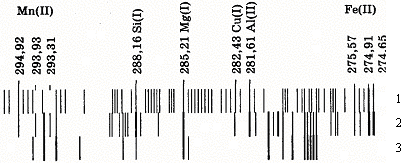 Mn(II) Fe(II)
294,92
293,93
293,31
288,16 Si(I)
285,21 Mg(II)
282,43 Cu(I)
281,61 Al(II)
275,57
274,91
274.65
1
2
3